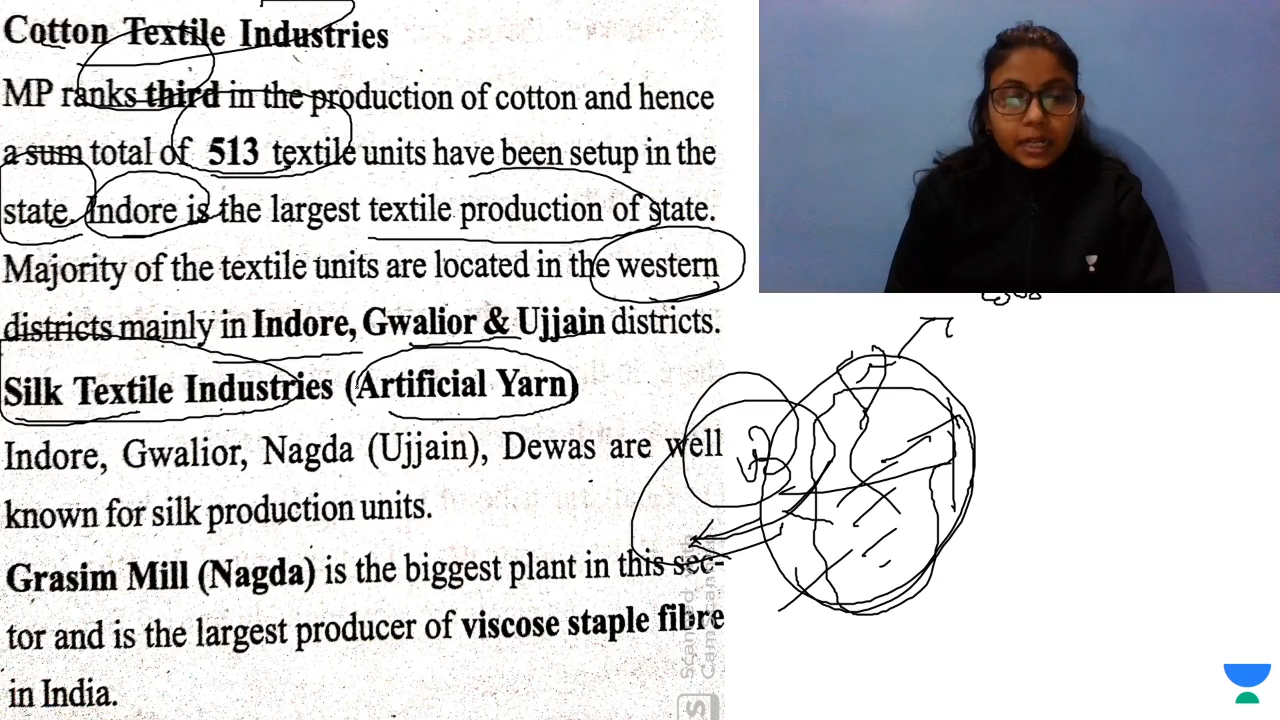 Cotton Textile Industries
MP ranks third in the production of cotton and hence
a sum total of 513 textile units have been setup in the
state. Indore is the largest textile production of state.
Majority of the textile units are located in the western
districts mainly in Indore, Gwalior & Ujjain districts.
Silk Textile Industries (Artificial Yarn)
Indore, Gwalior, Nagda (Ujjain), Dewas are well
known for silk production units.
Grasim Mill (Nagda) is the biggest plant in this sec-
tor and is the largest producer of viscose staple fibre
in India.